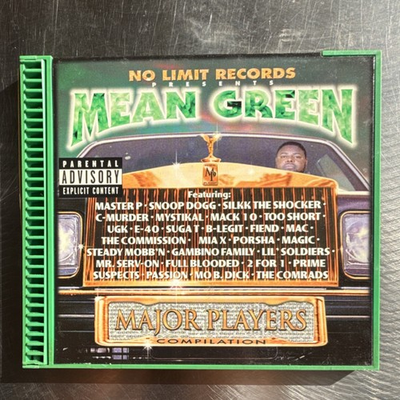 NO LIMIT RECORDS
PRESENTS
MEAN GREEN
PARENTAL
ADVISORY
EXPLICIT CONTENT
Featuring:
MASTER P · SNOOP DOGG · SILKK THE SHOCKER
C-MURDER · MYSTIKAL · MACK 1O · TOO SHORT ·
UGK · E-4O · SUGA T · B-LEGIT · FIEND · MAC ·
THE COMMISSION · MIA X · PORSHA · MAGIC ·
STEADY MOBB'N · GAMBINO FAMILY · LIL' SOLDIERS
MR. SERV-ON · FULL BLOODED · 2 FOR 1 · PRIME
SUSPECTS · PASSION · MO B. DICK · THE COMRADS
MAJOR PLAYERS
COMPILATION